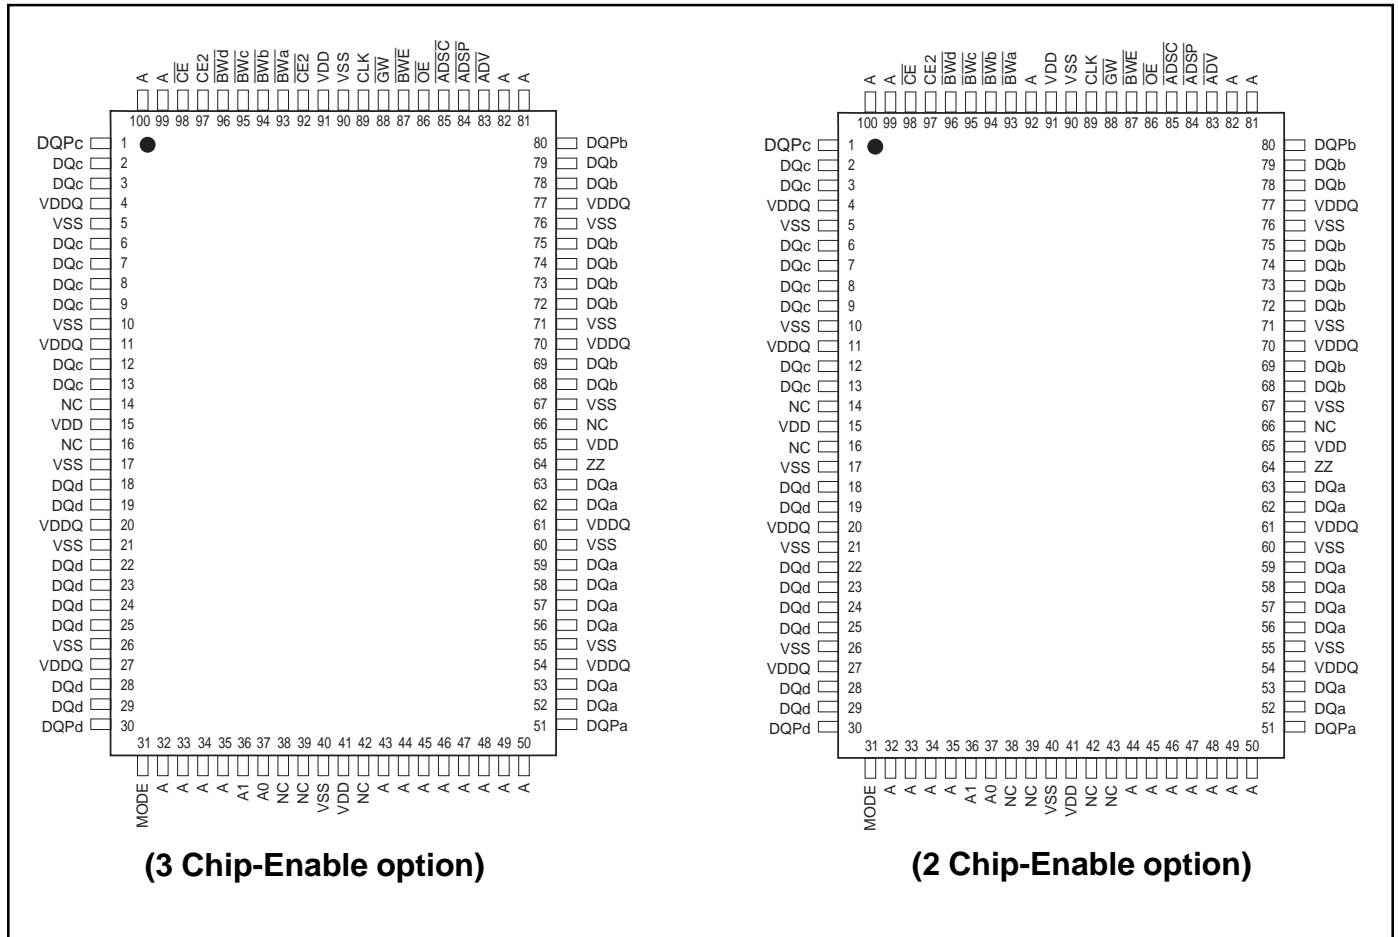 A A CE CE2 BWd BWc BWb BWa CE2 VDD VSS CLK GW BWE OE ADSC ADSP ADV A A
100 99 98 97 96 95 94 93 92 91 90 89 88 87 86 85 84 83 82 81
DQPc 1 80 DQPb
DQc 2 79 DQb
DQc 3 78 DQb
VDDQ 4 77 VDDQ
VSS 5 76 VSS
DQc 6 75 DQb
DQc 7 74 DQb
DQc 8 73 DQb
DQc 9 72 DQb
VSS 10 71 VSS
VDDQ 11 70 VDDQ
DQc 12 69 DQb
DQc 13 68 DQb
NC 14 67 VSS
VDD 15 66 NC
NC 16 65 VDD
VSS 17 64 ZZ
DQd 18 63 DQa
DQd 19 62 DQa
VDDQ 20 61 VDDQ
VSS 21 60 VSS
DQd 22 59 DQa
DQd 23 58 DQa
DQd 24 57 DQa
DQd 25 56 DQa
VSS 26 55 VSS
VDDQ 27 54 VDDQ
DQd 28 53 DQa
DQd 29 52 DQa
DQPd 30 51 DQPa
31 32 33 34 35 36 37 38 39 40 41 42 43 44 45 46 47 48 49 50
MODE A A A A A1 A0 NC NC VSS VDD NC A A A A A A A A
(3 Chip-Enable option)
A A CE CE2 BWd BWc BWb BWa A VDD VSS CLK GW BWE OE ADSC ADSP ADV A A
100 99 98 97 96 95 94 93 92 91 90 89 88 87 86 85 84 83 82 81
DQPc 1 80 DQPb
DQc 2 79 DQb
DQc 3 78 DQb
VDDQ 4 77 VDDQ
VSS 5 76 VSS
DQc 6 75 DQb
DQc 7 74 DQb
DQc 8 73 DQb
DQc 9 72 DQb
VSS 10 71 VSS
VDDQ 11 70 VDDQ
DQc 12 69 DQb
DQc 13 68 DQb
NC 14 67 VSS
VDD 15 66 NC
NC 16 65 VDD
VSS 17 64 ZZ
DQd 18 63 DQa
DQd 19 62 DQa
VDDQ 20 61 VDDQ
VSS 21 60 VSS
DQd 22 59 DQa
DQd 23 58 DQa
DQd 24 57 DQa
DQd 25 56 DQa
VSS 26 55 VSS
VDDQ 27 54 VDDQ
DQd 28 53 DQa
DQd 29 52 DQa
DQPd 30 51 DQPa
31 32 33 34 35 36 37 38 39 40 41 42 43 44 45 46 47 48 49 50
MODE A A A A A1 A0 NC NC VSS VDD NC NC A A A A A A A
(2 Chip-Enable option)